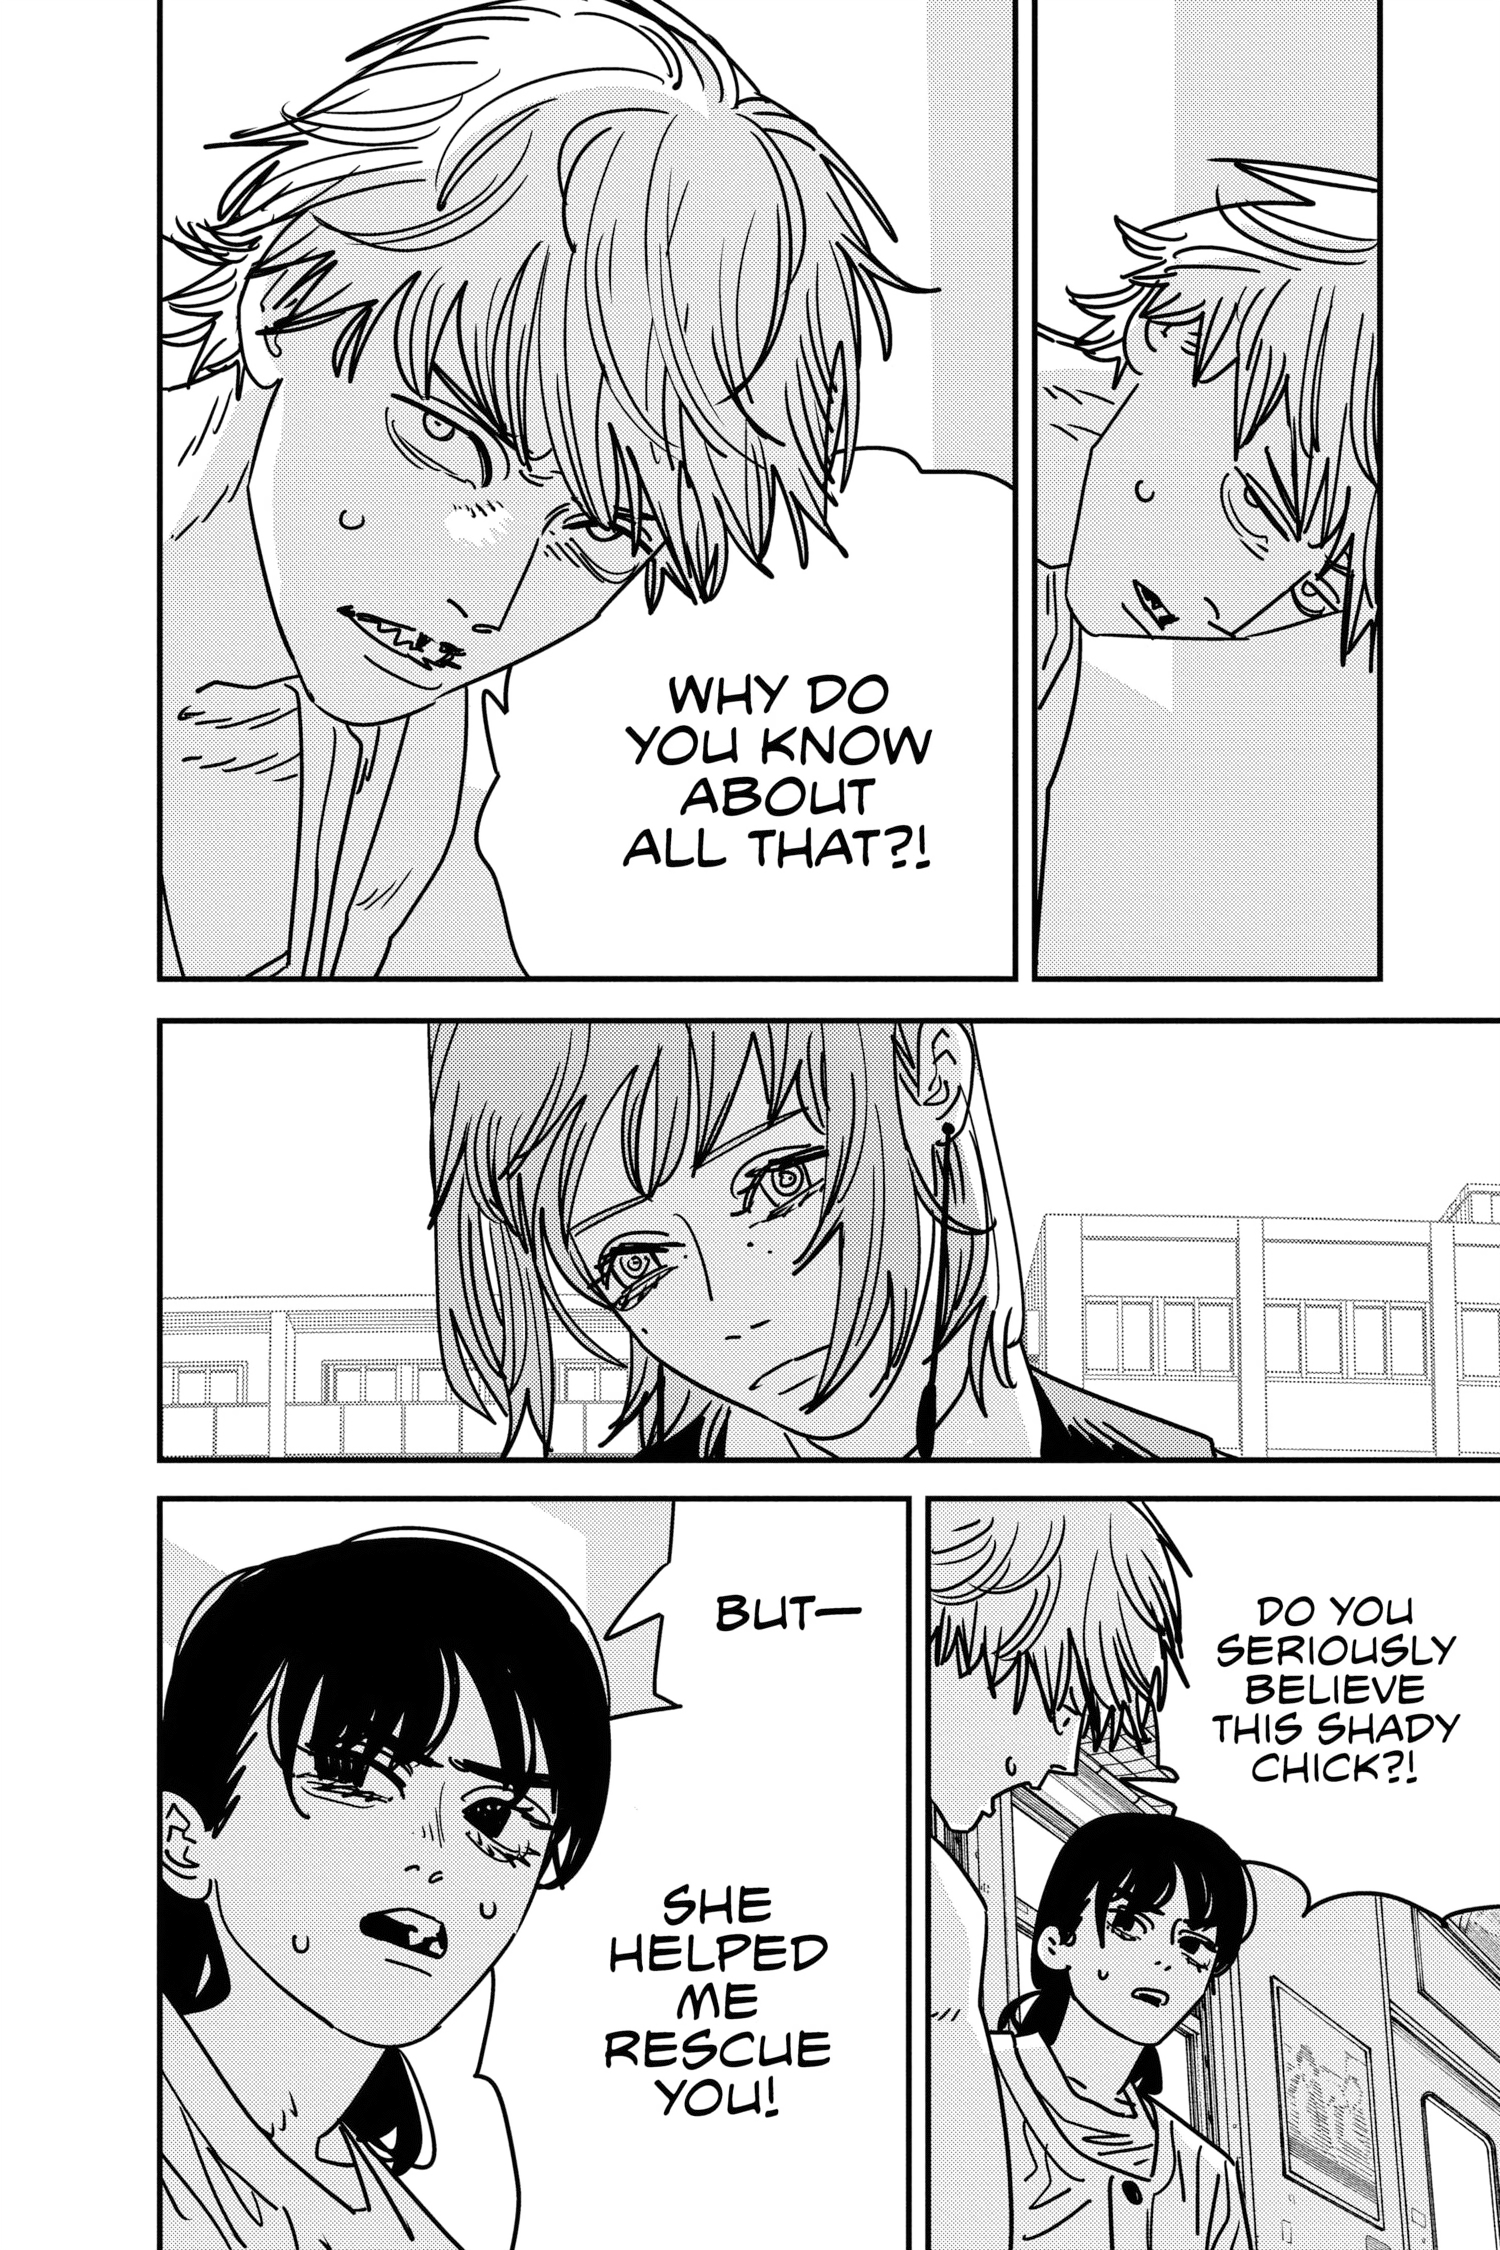 WHY DO
YOU KNOW
ABOUT
ALL THAT?!
DO YOU
SERIOUSLY
BELIEVE
THIS SHADY
CHICK?!
BUT—
SHE
HELPED
ME
RESCUE
YOU!